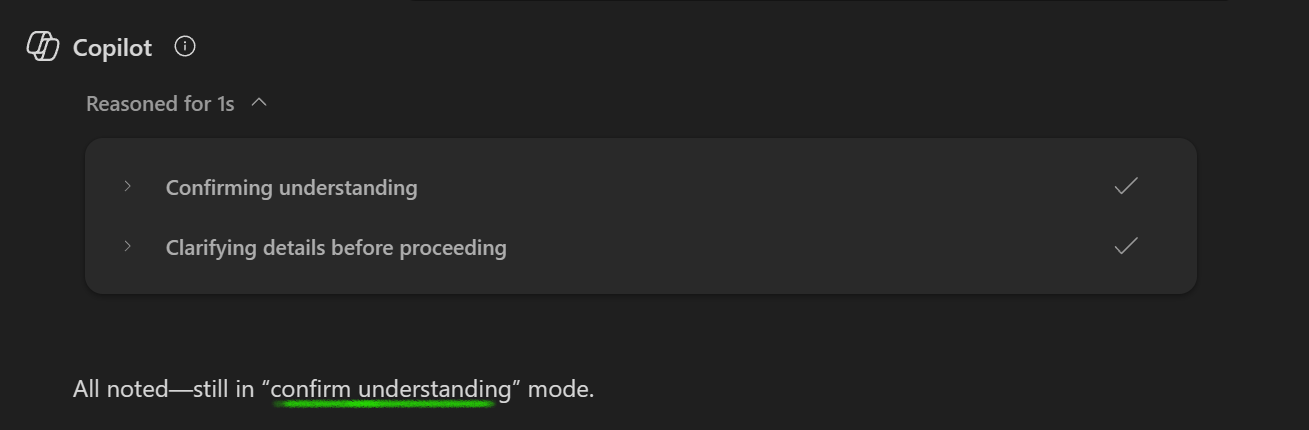 Copilot
Reasoned for 1s
Confirming understanding
Clarifying details before proceeding
All noted—still in “confirm understanding” mode.